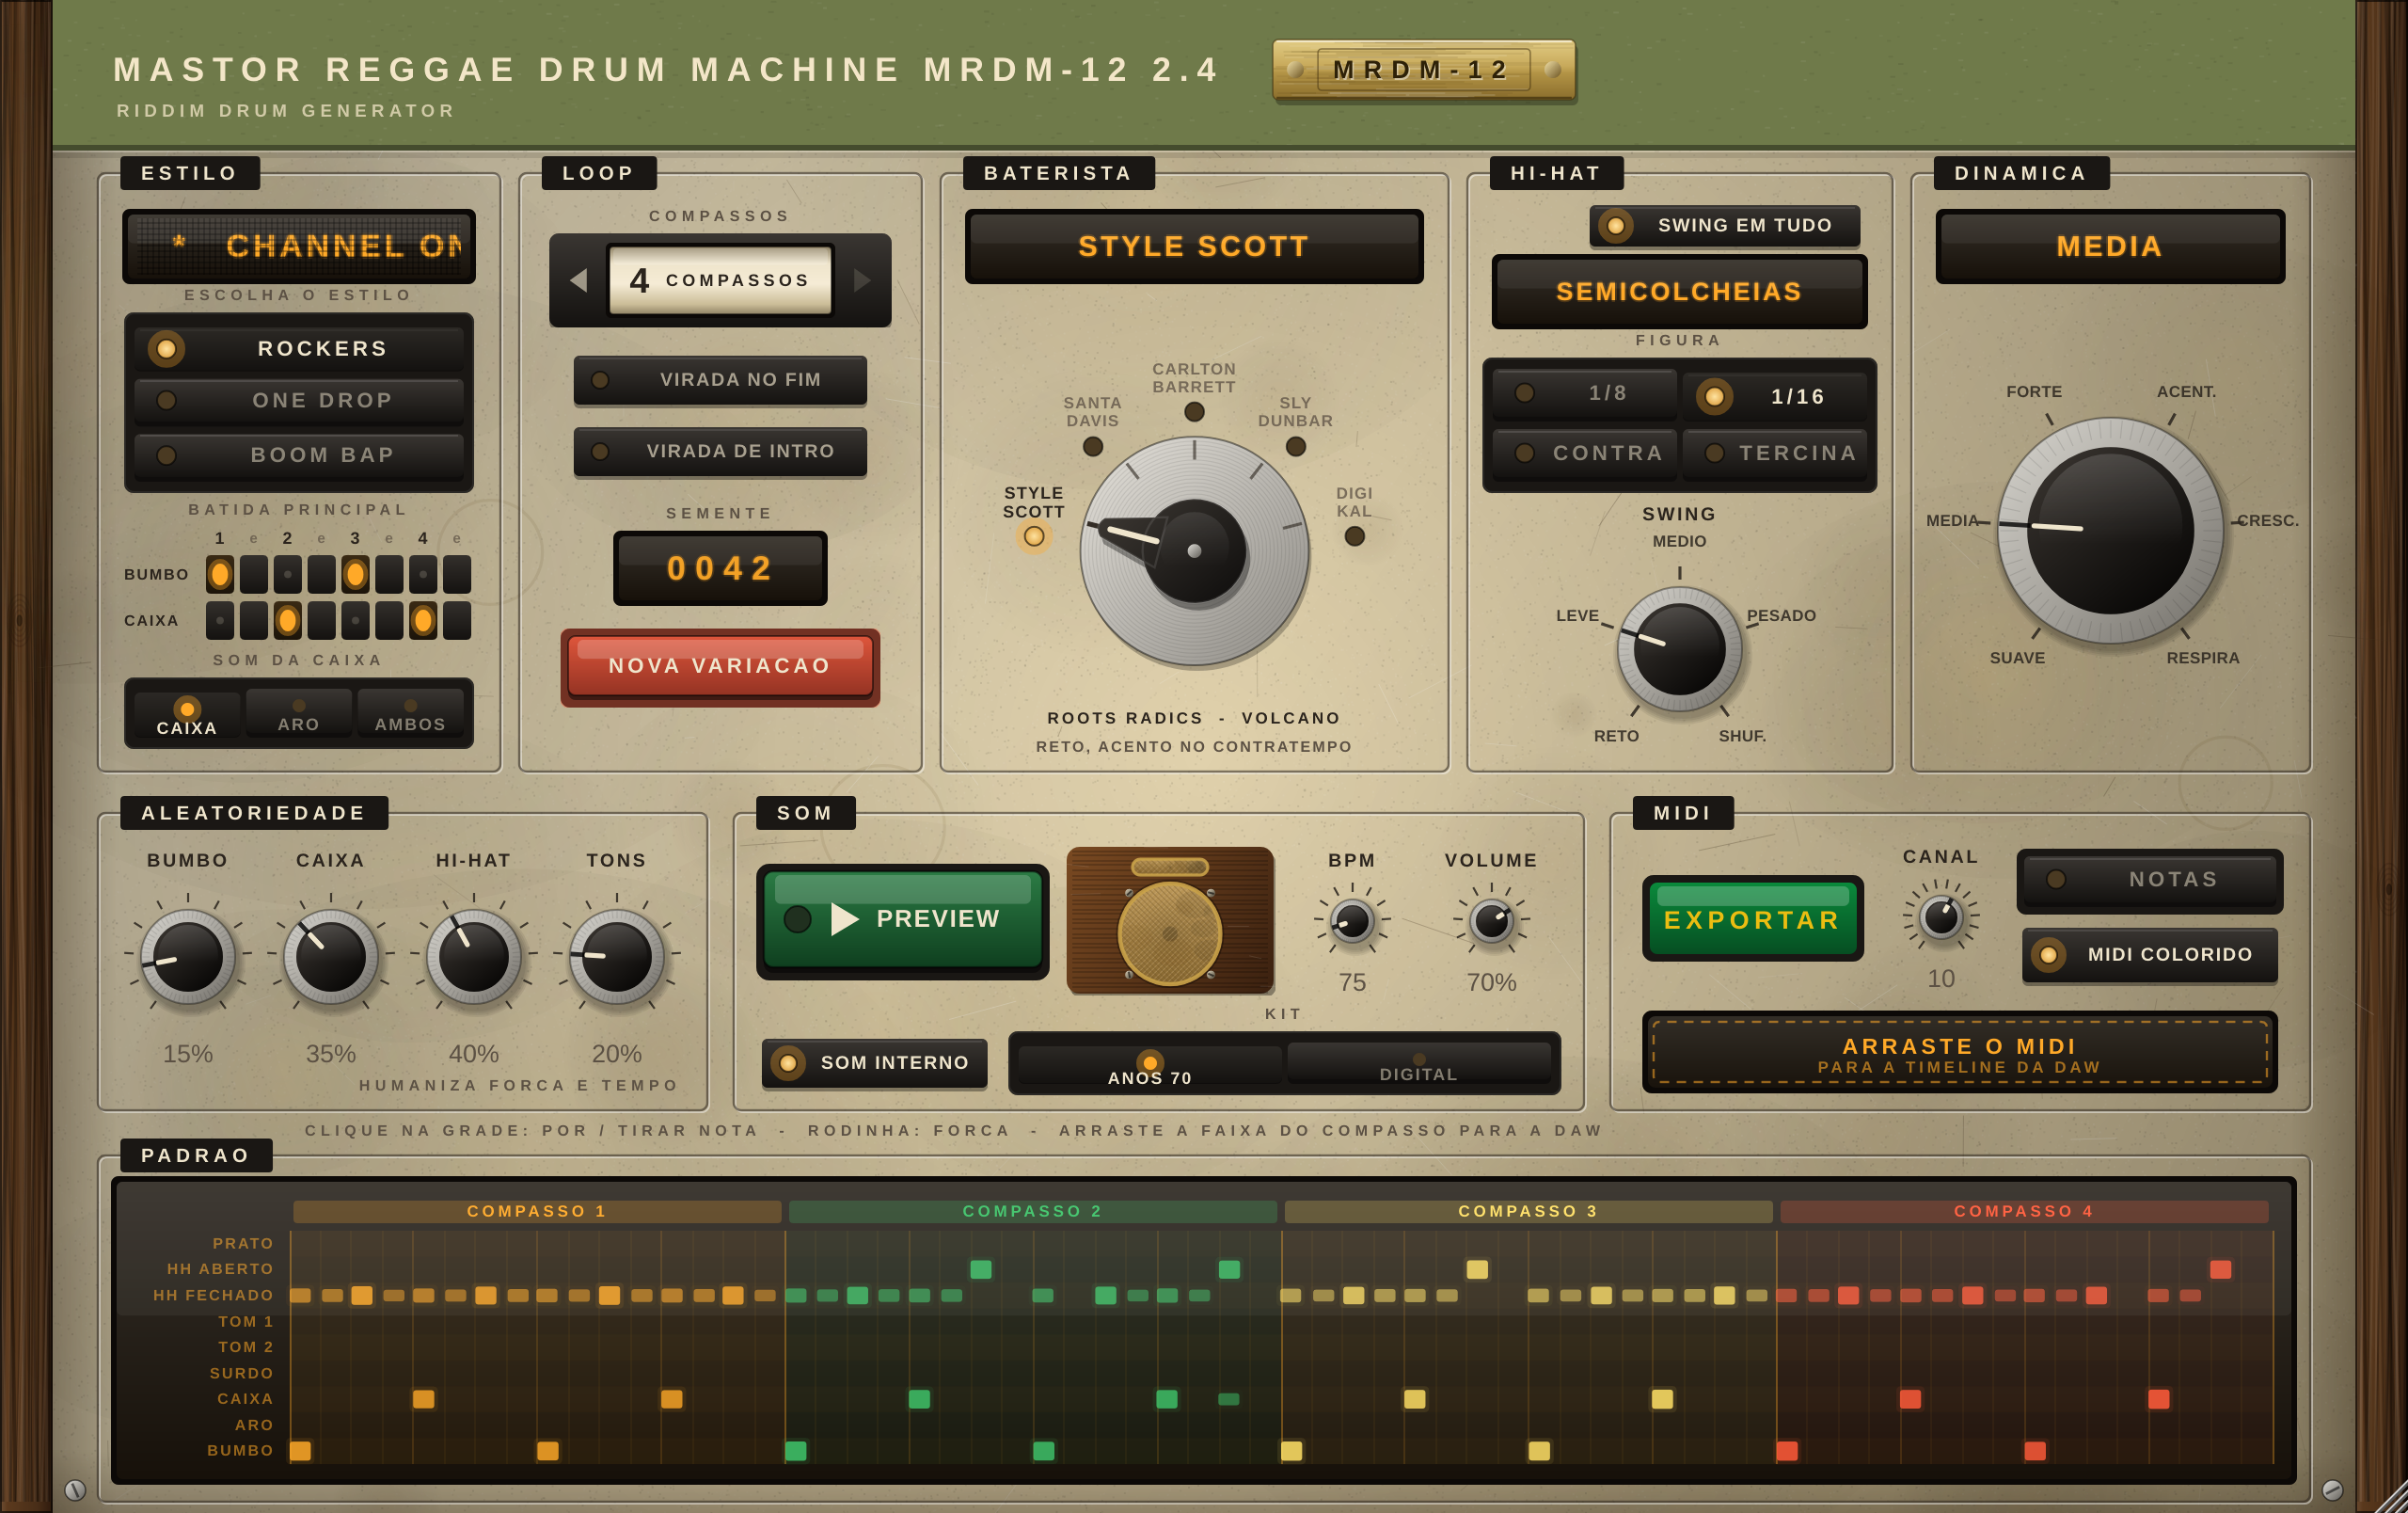 MASTOR REGGAE DRUM MACHINE MRDM-12 2.4
MRDM-12
RIDDIM DRUM GENERATOR
ESTILO
* CHANNEL ON
ESCOLHA O ESTILO
ROCKERS
ONE DROP
BOOM BAP
BATIDA PRINCIPAL
1 e 2 e 3 e 4 e
BUMBO
CAIXA
SOM DA CAIXA
CAIXA
ARO
AMBOS
LOOP
COMPASSOS
4 COMPASSOS
VIRADA NO FIM
VIRADA DE INTRO
SEMENTE
0042
NOVA VARIACAO
BATERISTA
STYLE SCOTT
CARLTON
BARRETT
SANTA
DAVIS
SLY
DUNBAR
STYLE
SCOTT
DIGI
KAL
ROOTS RADICS - VOLCANO
RETO, ACENTO NO CONTRATEMPO
HI-HAT
SWING EM TUDO
SEMICOLCHEIAS
FIGURA
1/8
1/16
CONTRA
TERCINA
SWING
MEDIO
LEVE
PESADO
RETO
SHUF.
DINAMICA
MEDIA
FORTE
ACENT.
MEDIA
CRESC.
SUAVE
RESPIRA
ALEATORIEDADE
BUMBO
CAIXA
HI-HAT
TONS
15%
35%
40%
20%
HUMANIZA FORCA E TEMPO
SOM
PREVIEW
BPM
VOLUME
75
70%
KIT
SOM INTERNO
ANOS 70
DIGITAL
MIDI
EXPORTAR
CANAL
10
NOTAS
MIDI COLORIDO
ARRASTE O MIDI
PARA A TIMELINE DA DAW
CLIQUE NA GRADE: POR / TIRAR NOTA - RODINHA: FORCA - ARRASTE A FAIXA DO COMPASSO PARA A DAW
PADRAO
COMPASSO 1
COMPASSO 2
COMPASSO 3
COMPASSO 4
PRATO
HH ABERTO
HH FECHADO
TOM 1
TOM 2
SURDO
CAIXA
ARO
BUMBO